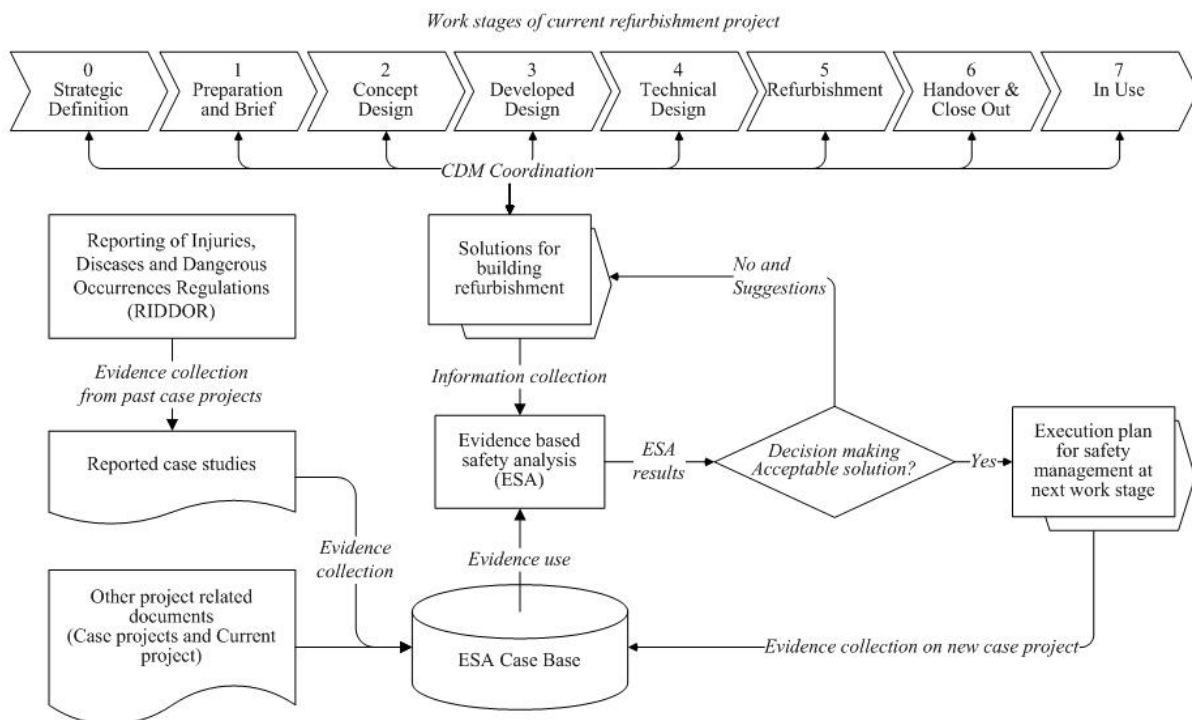 Work stages of current refurbishment project
0
Strategic
Definition
1
Preparation
and Brief
2
Concept
Design
3
Developed
Design
4
Technical
Design
5
Refurbishment
6
Handover &
Close Out
7
In Use
CDM Coordination
Reporting of Injuries,
Diseases and Dangerous
Occurrences Regulations
(RIDDOR)
Solutions for
building
refurbishment
No and
Suggestions
Evidence collection
from past case projects
Information collection
Reported case studies
Evidence based
safety analysis
(ESA)
ESA
results
Decision making
Acceptable solution?
Yes
Execution plan
for safety
management at
next work stage
Evidence
collection
Evidence use
Other project related
documents
(Case projects and Current
project)
ESA Case Base
Evidence collection on new case project